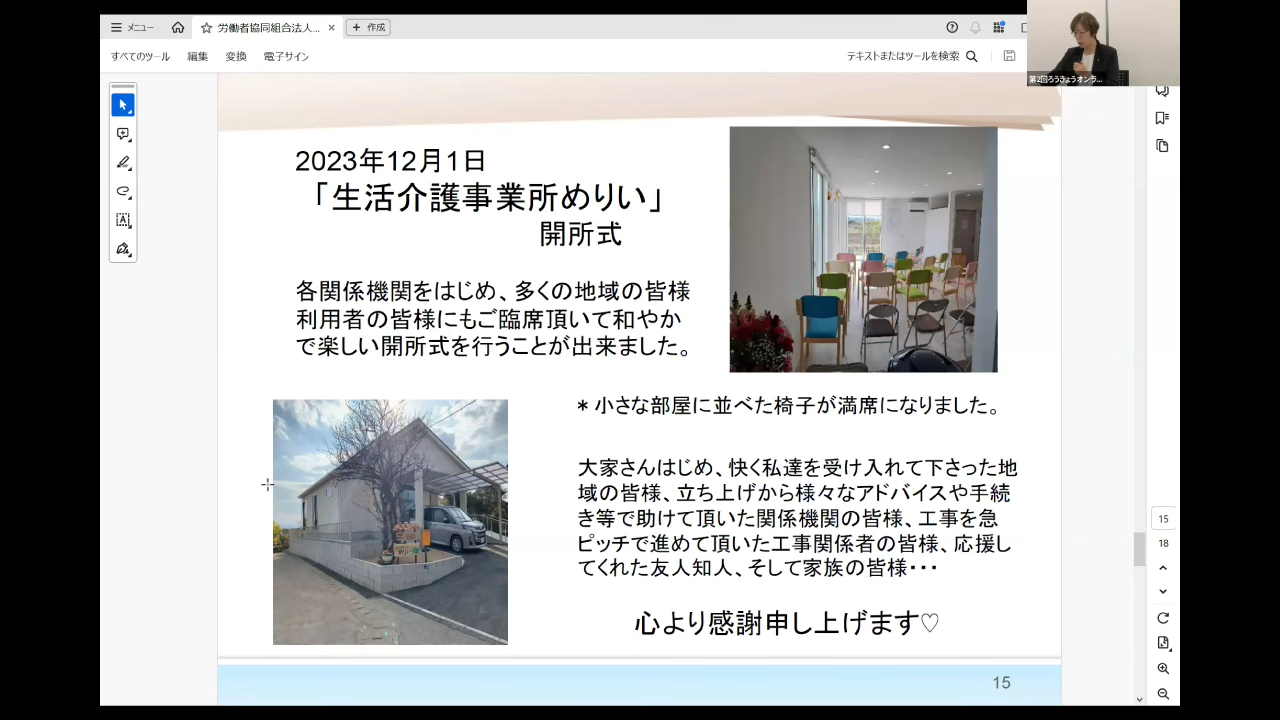 メニュー
労働者協同組合法人...
作成
すべてのツール
編集
変換
電子サイン
テキストまたはツールを検索
第2回ろうきょうオンラ...
2023年12月1日
「生活介護事業所めりい」
開所式
各関係機関をはじめ、多くの地域の皆様
利用者の皆様にもご臨席頂いて和やか
で楽しい開所式を行うことが出来ました。
＊小さな部屋に並べた椅子が満席になりました。
大家さんはじめ、快く私達を受け入れて下さった地
域の皆様、立ち上げから様々なアドバイスや手続
き等で助けて頂いた関係機関の皆様、工事を急
ピッチで進めて頂いた工事関係者の皆様、応援し
てくれた友人知人、そして家族の皆様・・・
心より感謝申し上げます♡
15
15
18